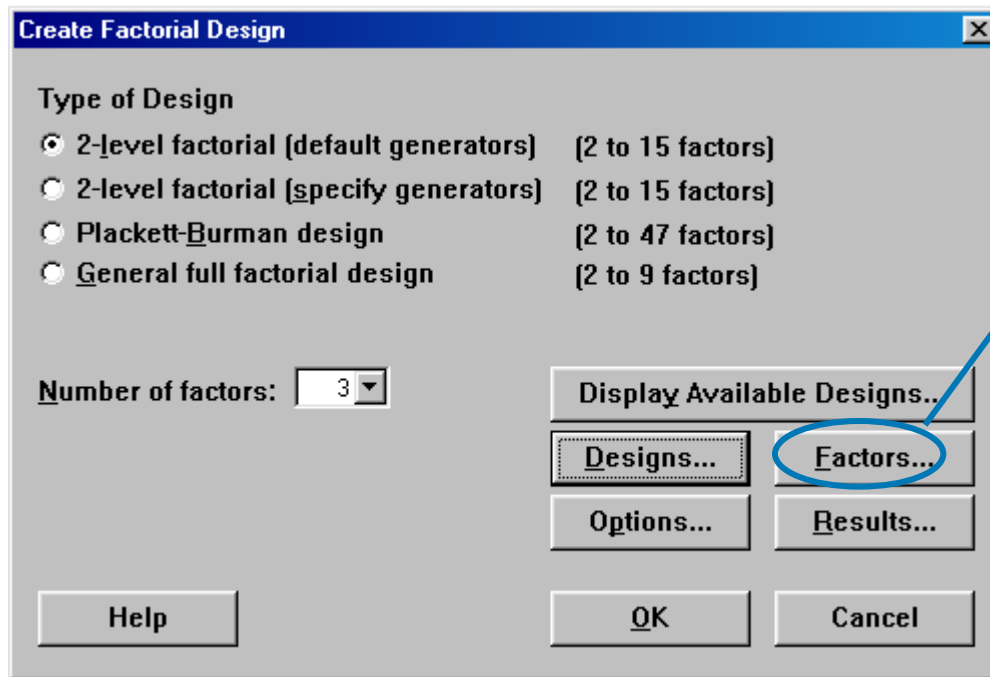 Create Factorial Design
Type of Design
2-level factorial (default generators) (2 to 15 factors)
2-level factorial (specify generators) (2 to 15 factors)
Plackett-Burman design (2 to 47 factors)
General full factorial design (2 to 9 factors)
Number of factors: 3
Display Available Designs..
Designs... Factors...
Options... Results...
Help OK Cancel